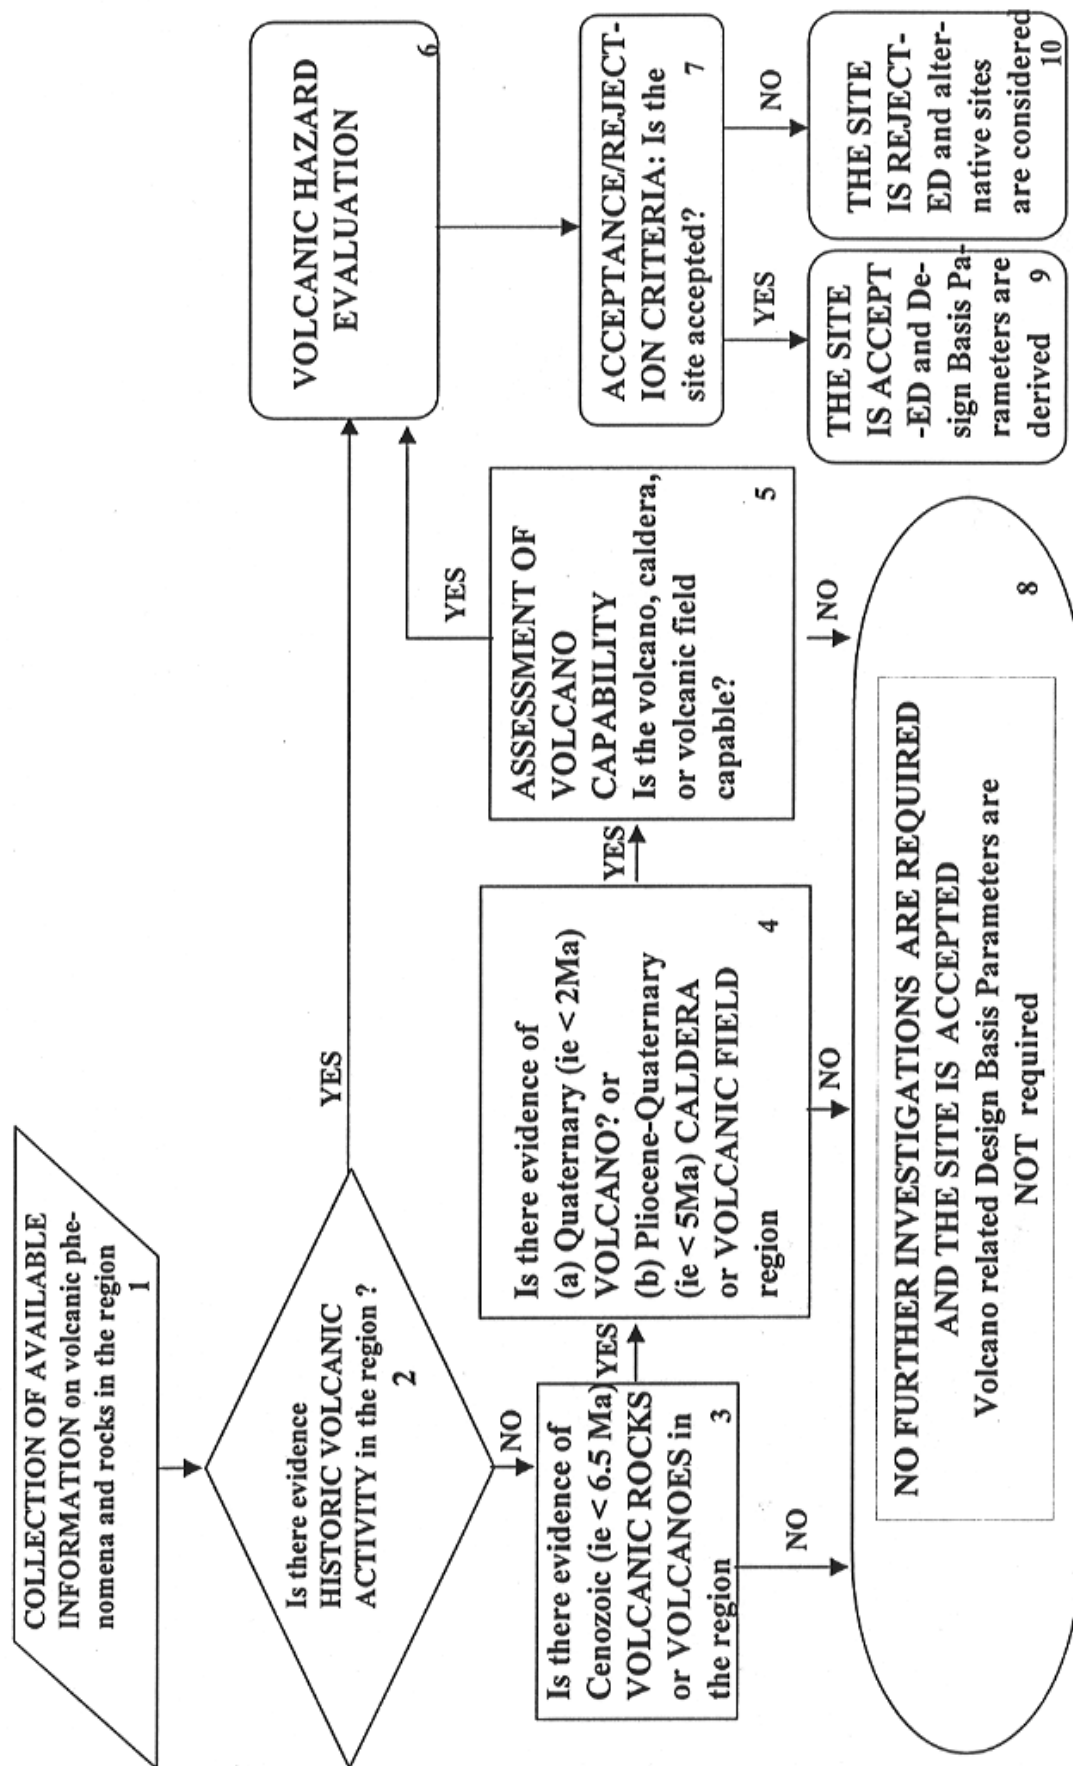 COLLECTION OF AVAILABLE
INFORMATION on volcanic phe-
nomena and rocks in the region
1
Is there evidence
HISTORIC VOLCANIC
ACTIVITY in the region ?
2
YES
NO
Is there evidence of
Cenozoic (ie < 6.5 Ma)
VOLCANIC ROCKS
or VOLCANOES in
the region
3
YES
NO
Is there evidence of
(a) Quaternary (ie < 2Ma)
VOLCANO? or
(b) Pliocene-Quaternary
(ie < 5Ma) CALDERA
or VOLCANIC FIELD
region
4
YES
NO
ASSESSMENT OF
VOLCANO
CAPABILITY
Is the volcano, caldera,
or volcanic field
capable?
5
YES
NO
VOLCANIC HAZARD
EVALUATION
6
ACCEPTANCE/REJECT-
ION CRITERIA: Is the
site accepted?
7
YES
NO
NO FURTHER INVESTIGATIONS ARE REQUIRED
AND THE SITE IS ACCEPTED
Volcano related Design Basis Parameters are
NOT required
8
THE SITE
IS ACCEPT
-ED and De-
sign Basis Pa-
rameters are
derived
9
THE SITE
IS REJECT-
ED and alter-
native sites
are considered
10